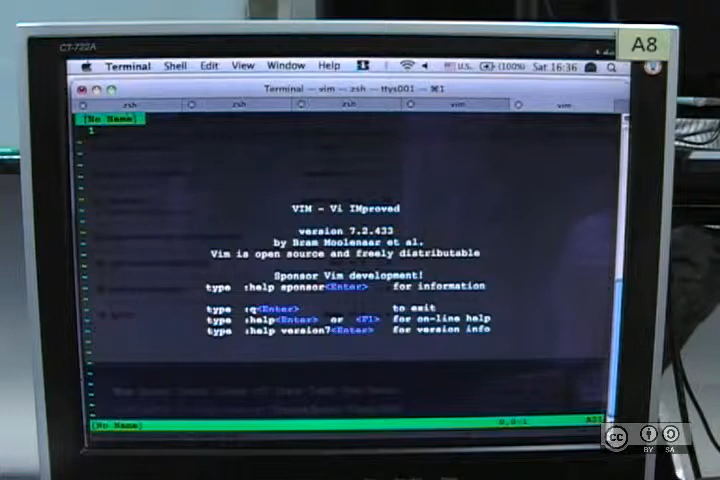 CT-722A
A8
Terminal Shell Edit View Window Help U.S. (100%) Sat 16:36
Terminal — vim — zsh — ttys001 — ⌘1
zsh zsh zsh vim vim
[No Name]
1
VIM - Vi IMproved
version 7.2.433
by Bram Moolenaar et al.
Vim is open source and freely distributable
Sponsor Vim development!
type :help sponsor<Enter> for information
type :q<Enter> to exit
type :help<Enter> or <F1> for on-line help
type :help version7<Enter> for version info
[No Name] 0,0-1 All
cc BY SA